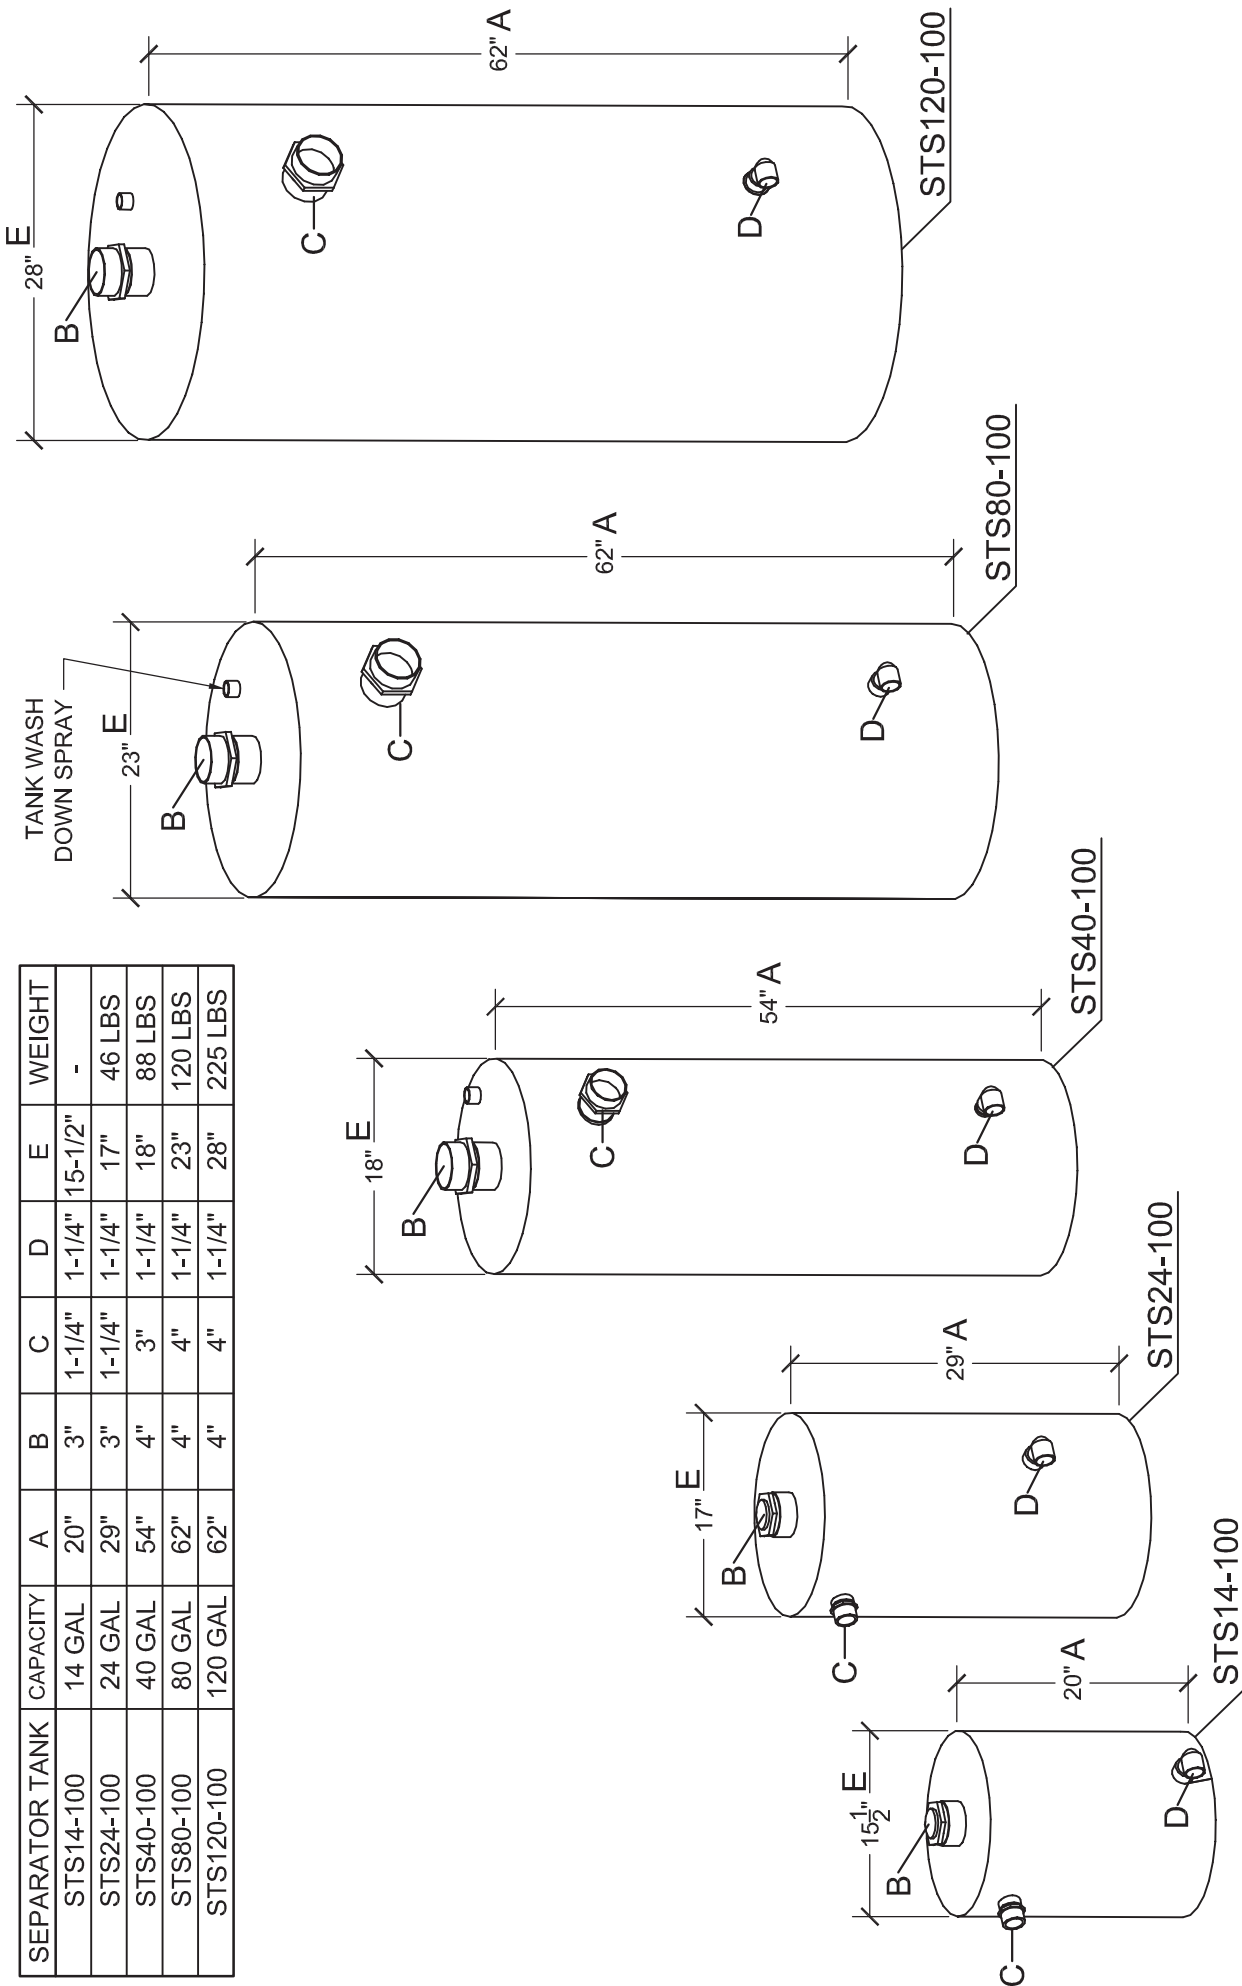 SEPARATOR TANK CAPACITY A B C D E WEIGHT
STS14-100 14 GAL 20" 3" 1-1/4" 1-1/4" 15-1/2" -
STS24-100 24 GAL 29" 3" 1-1/4" 1-1/4" 17" 46 LBS
STS40-100 40 GAL 54" 4" 3" 1-1/4" 18" 88 LBS
STS80-100 80 GAL 62" 4" 4" 1-1/4" 23" 120 LBS
STS120-100 120 GAL 62" 4" 4" 1-1/4" 28" 225 LBS
15 1/2" E
B
C
20" A
D
STS14-100
17" E
B
C
29" A
D
STS24-100
18" E
B
C
54" A
D
STS40-100
TANK WASH
DOWN SPRAY
23" E
B
C
62" A
D
STS80-100
28" E
B
C
62" A
D
STS120-100